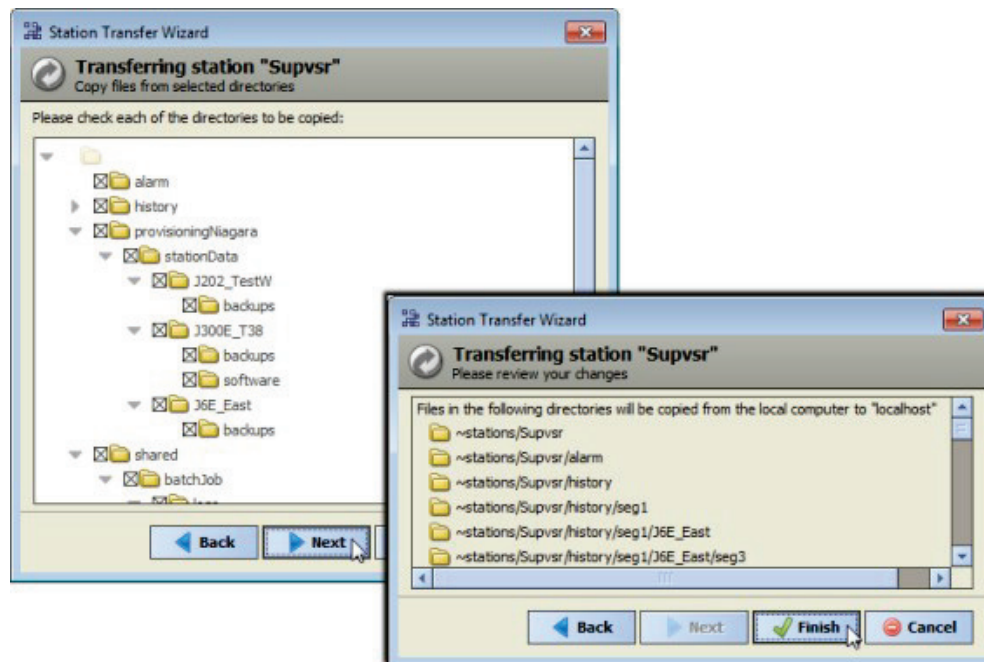 Station Transfer Wizard
Transferring station "Supvsr"
Copy files from selected directories
Please check each of the directories to be copied:
alarm
history
provisioningNiagara
stationData
J202_TestW
backups
J300E_T38
backups
software
J6E_East
backups
shared
batchJob
Back
Next
Station Transfer Wizard
Transferring station "Supvsr"
Please review your changes
Files in the following directories will be copied from the local computer to "localhost"
~stations/Supvsr
~stations/Supvsr/alarm
~stations/Supvsr/history
~stations/Supvsr/history/seg1
~stations/Supvsr/history/seg1/J6E_East
~stations/Supvsr/history/seg1/J6E_East/seg3
Back
Next
Finish
Cancel